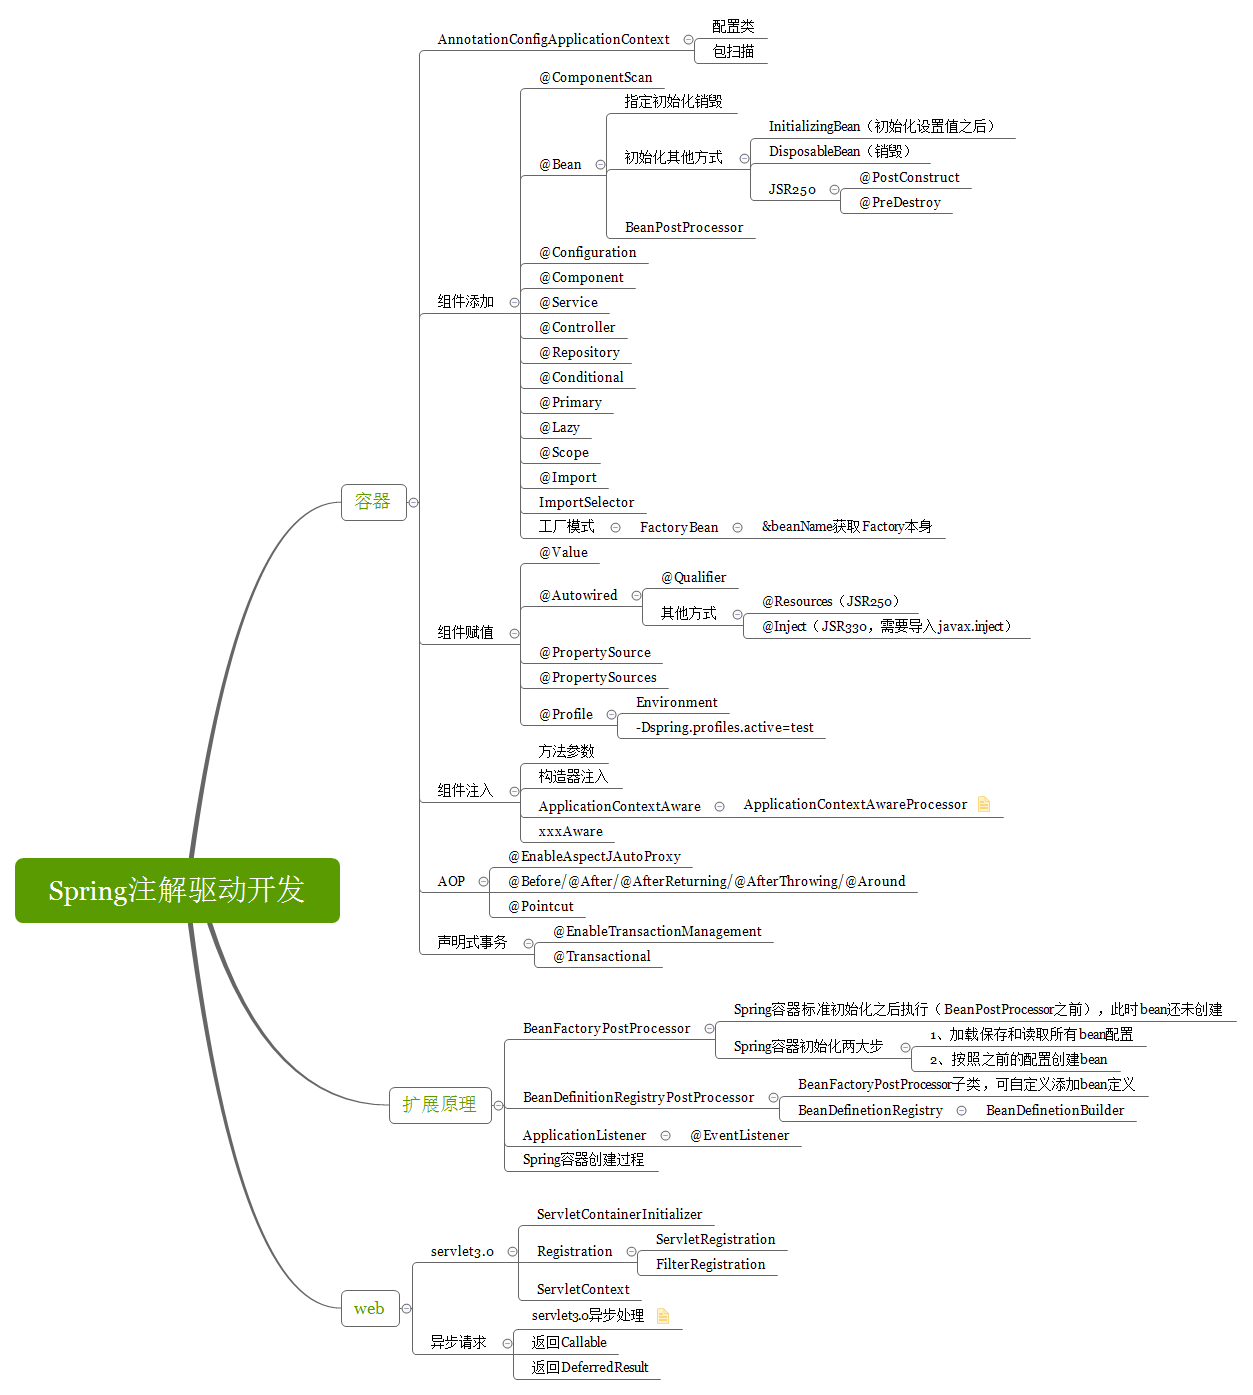 Spring注解驱动开发
容器
AnnotationConfigApplicationContext
配置类
包扫描
组件添加
@ComponentScan
@Bean
指定初始化销毁
初始化其他方式
InitializingBean（初始化设置值之后）
DisposableBean（销毁）
JSR250
@PostConstruct
@PreDestroy
BeanPostProcessor
@Configuration
@Component
@Service
@Controller
@Repository
@Conditional
@Primary
@Lazy
@Scope
@Import
ImportSelector
工厂模式
FactoryBean
&beanName获取Factory本身
组件赋值
@Value
@Autowired
@Qualifier
其他方式
@Resources（JSR250）
@Inject（JSR330，需要导入javax.inject）
@PropertySource
@PropertySources
@Profile
Environment
-Dspring.profiles.active=test
组件注入
方法参数
构造器注入
ApplicationContextAware
ApplicationContextAwareProcessor
xxxAware
AOP
@EnableAspectJAutoProxy
@Before/@After/@AfterReturning/@AfterThrowing/@Around
@Pointcut
声明式事务
@EnableTransactionManagement
@Transactional
扩展原理
BeanFactoryPostProcessor
Spring容器标准初始化之后执行（BeanPostProcessor之前），此时bean还未创建
Spring容器初始化两大步
1、加载保存和读取所有bean配置
2、按照之前的配置创建bean
BeanDefinitionRegistryPostProcessor
BeanFactoryPostProcessor子类，可自定义添加bean定义
BeanDefinetionRegistry
BeanDefinetionBuilder
ApplicationListener
@EventListener
Spring容器创建过程
web
servlet3.0
ServletContainerInitializer
Registration
ServletRegistration
FilterRegistration
ServletContext
异步请求
servlet3.0异步处理
返回Callable
返回DeferredResult